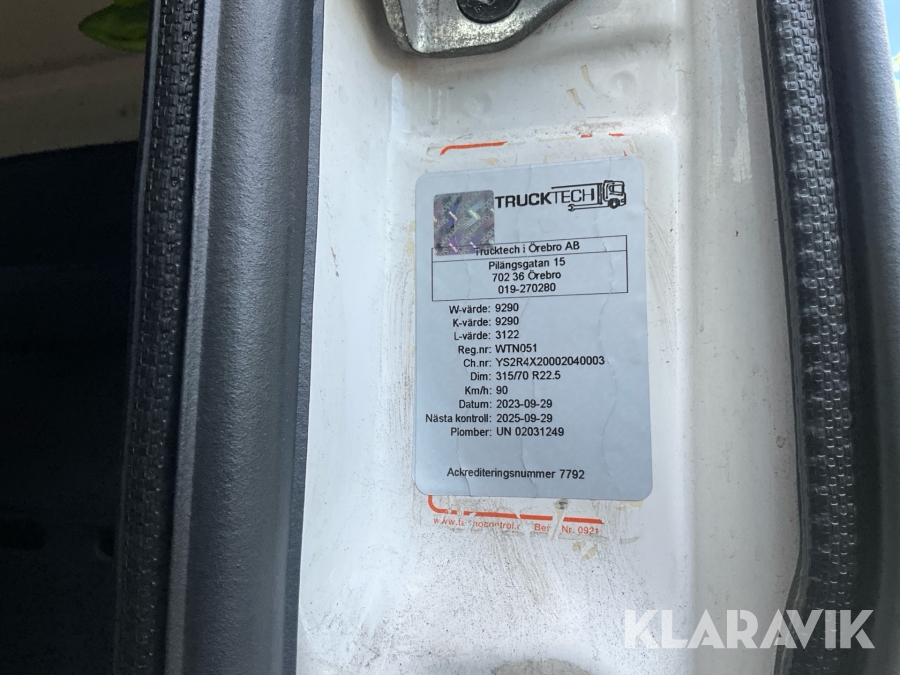 TRUCKTECH
Trucktech i Örebro AB
Pilängsgatan 15
702 36 Örebro
019-270280
W-värde: 9290
K-värde: 9290
L-värde: 3122
Reg.nr: WTN051
Ch.nr: YS2R4X20002040003
Dim: 315/70 R22.5
Km/h: 90
Datum: 2023-09-29
Nästa kontroll: 2025-09-29
Plomber: UN 02031249
Ackrediteringsnummer 7792
Nr. 0921
KLARAVIK